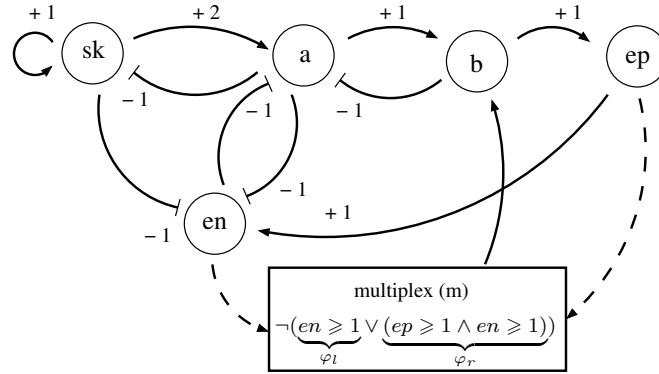 + 1
+ 2
+ 1
+ 1
sk
a
b
ep
− 1
− 1
− 1
− 1
− 1
en
+ 1
multiplex (m)
¬(en ⩾ 1 ∨ (ep ⩾ 1 ∧ en ⩾ 1))
φl
φr